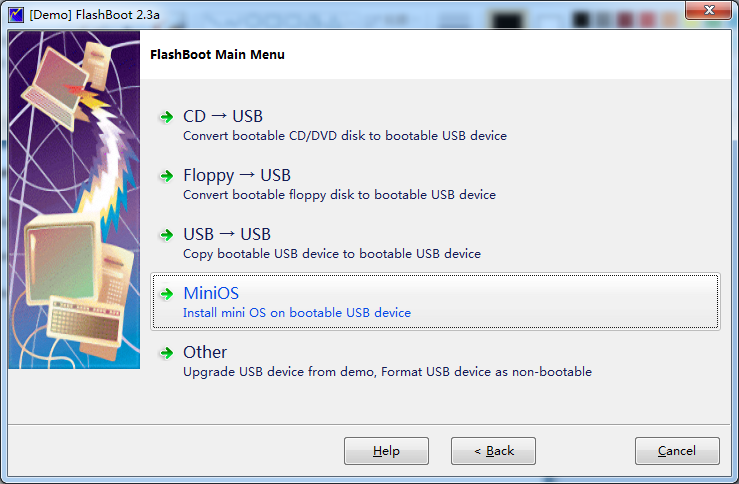 [Demo] FlashBoot 2.3a
FlashBoot Main Menu
CD → USB
Convert bootable CD/DVD disk to bootable USB device
Floppy → USB
Convert bootable floppy disk to bootable USB device
USB → USB
Copy bootable USB device to bootable USB device
MiniOS
Install mini OS on bootable USB device
Other
Upgrade USB device from demo, Format USB device as non-bootable
Help
< Back
Cancel